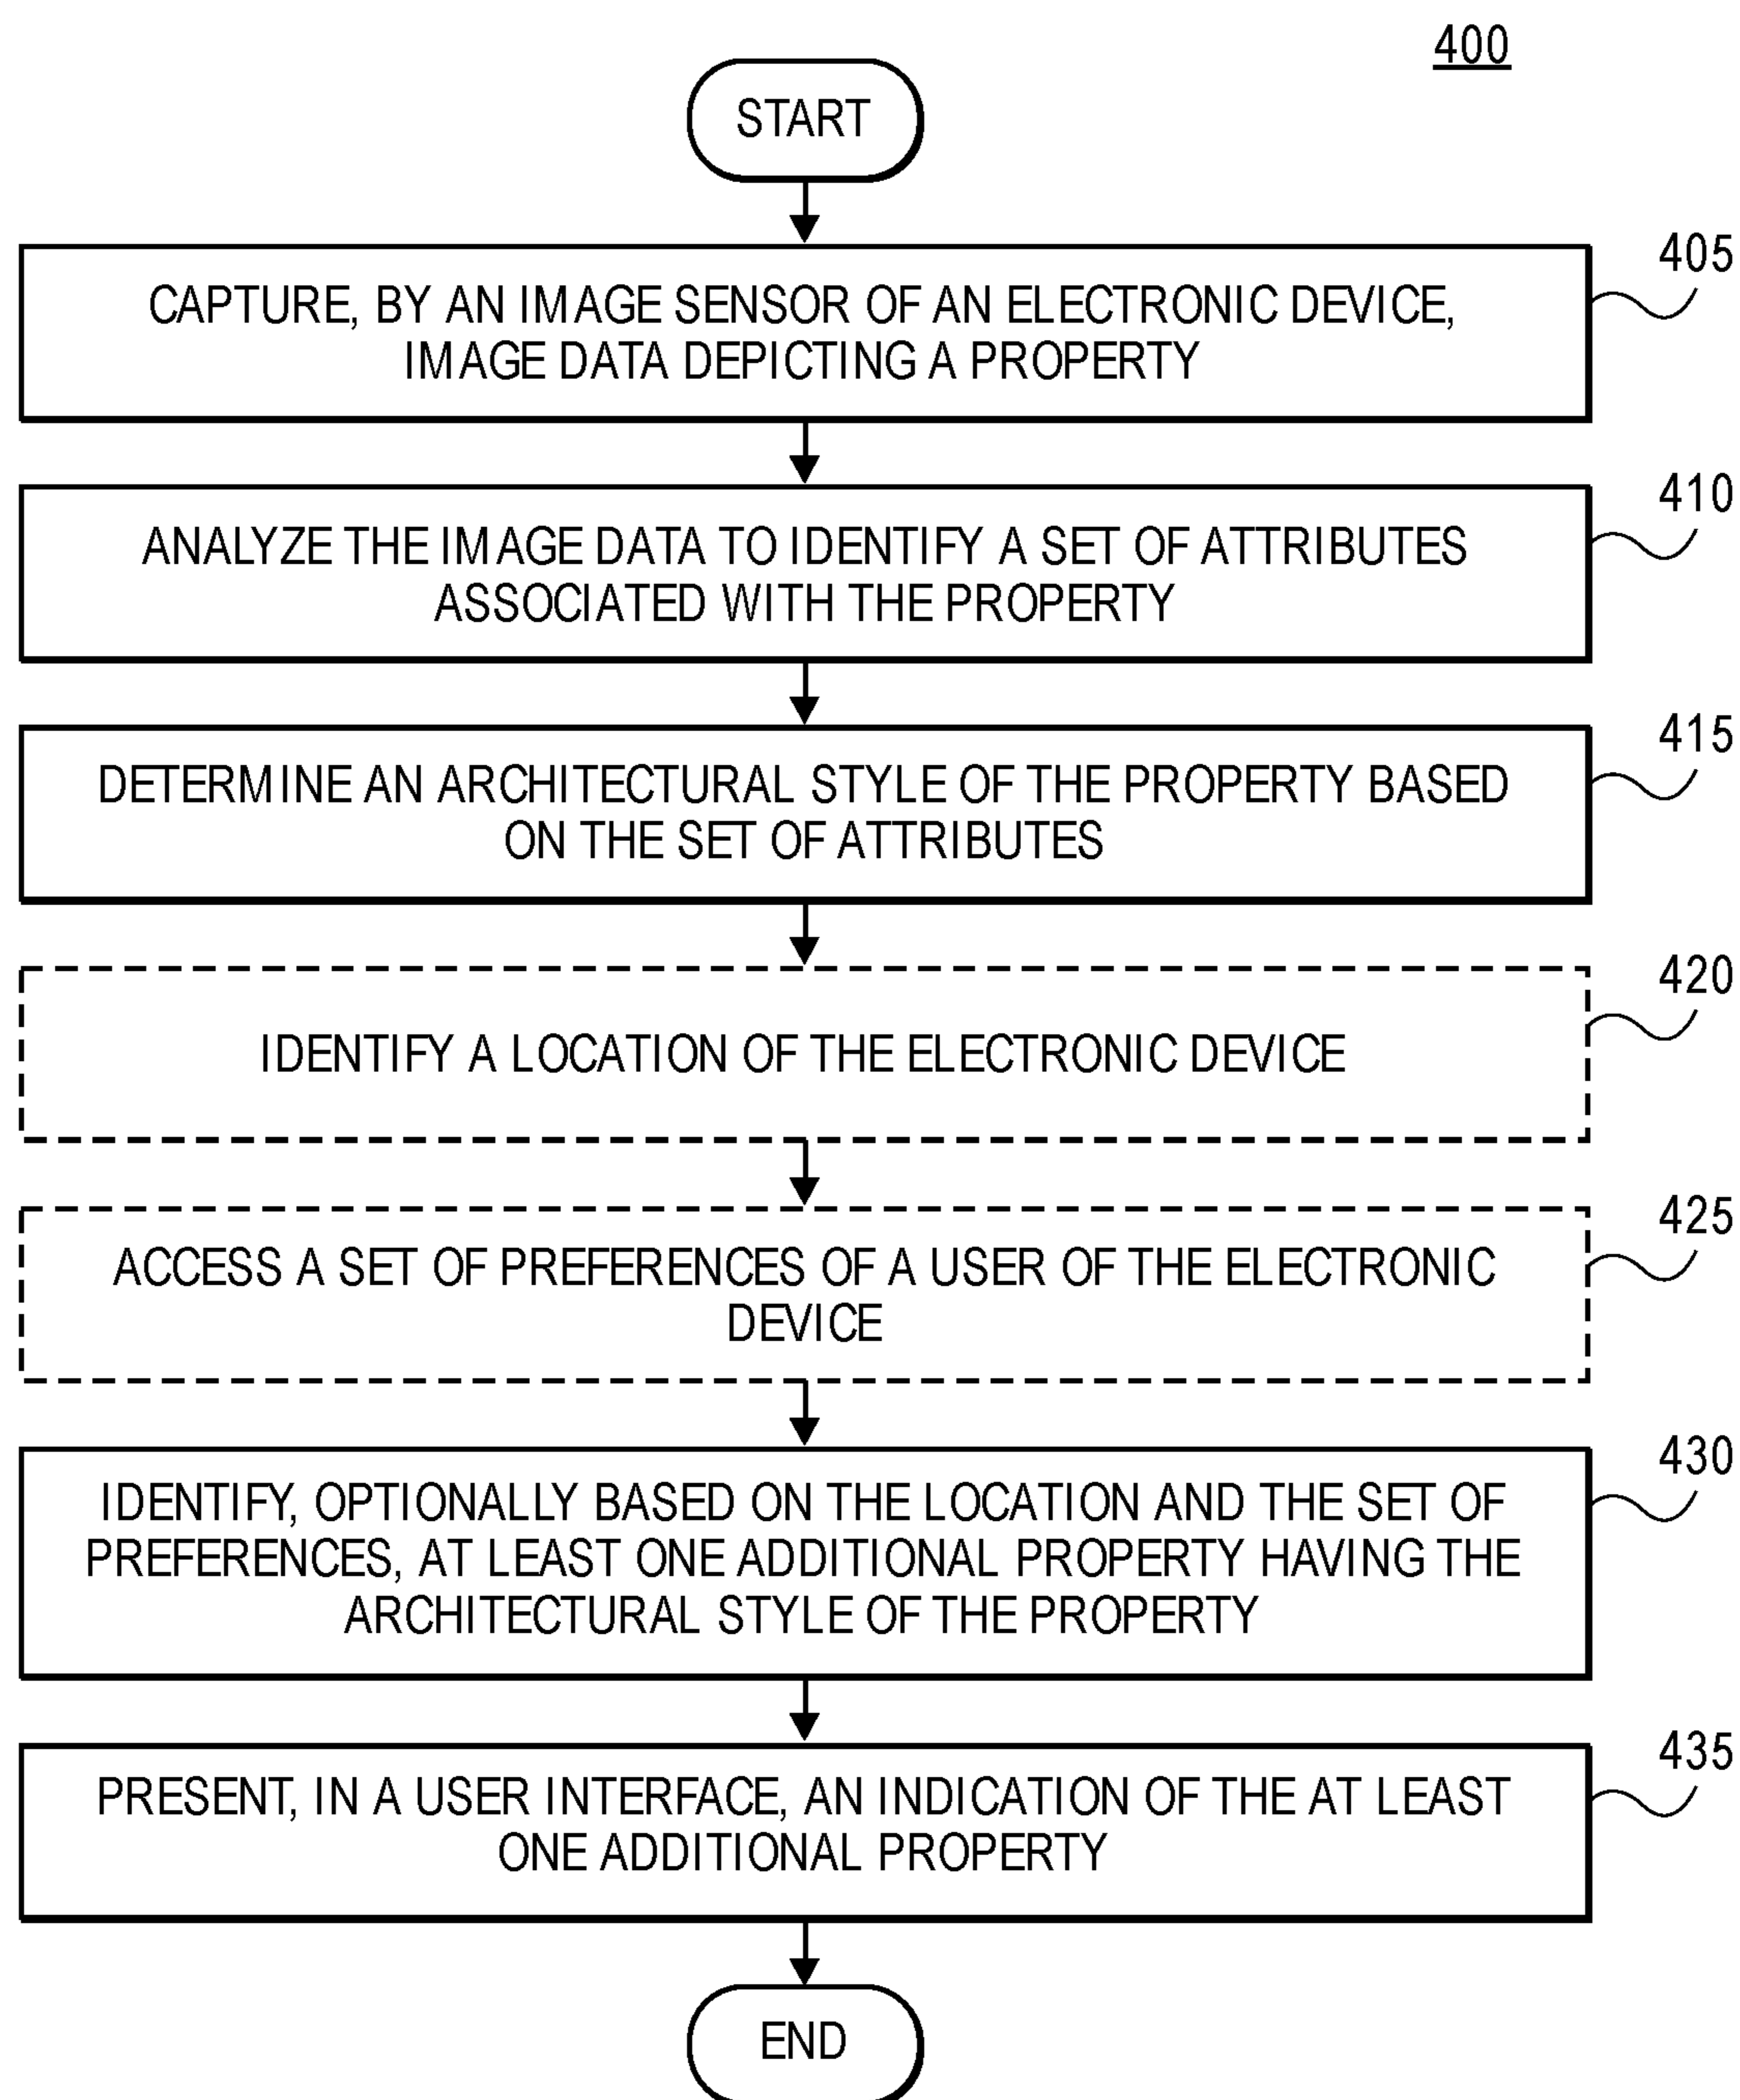 400
START
405
CAPTURE, BY AN IMAGE SENSOR OF AN ELECTRONIC DEVICE,
IMAGE DATA DEPICTING A PROPERTY
410
ANALYZE THE IMAGE DATA TO IDENTIFY A SET OF ATTRIBUTES
ASSOCIATED WITH THE PROPERTY
415
DETERMINE AN ARCHITECTURAL STYLE OF THE PROPERTY BASED
ON THE SET OF ATTRIBUTES
420
IDENTIFY A LOCATION OF THE ELECTRONIC DEVICE
425
ACCESS A SET OF PREFERENCES OF A USER OF THE ELECTRONIC
DEVICE
430
IDENTIFY, OPTIONALLY BASED ON THE LOCATION AND THE SET OF
PREFERENCES, AT LEAST ONE ADDITIONAL PROPERTY HAVING THE
ARCHITECTURAL STYLE OF THE PROPERTY
435
PRESENT, IN A USER INTERFACE, AN INDICATION OF THE AT LEAST
ONE ADDITIONAL PROPERTY
END